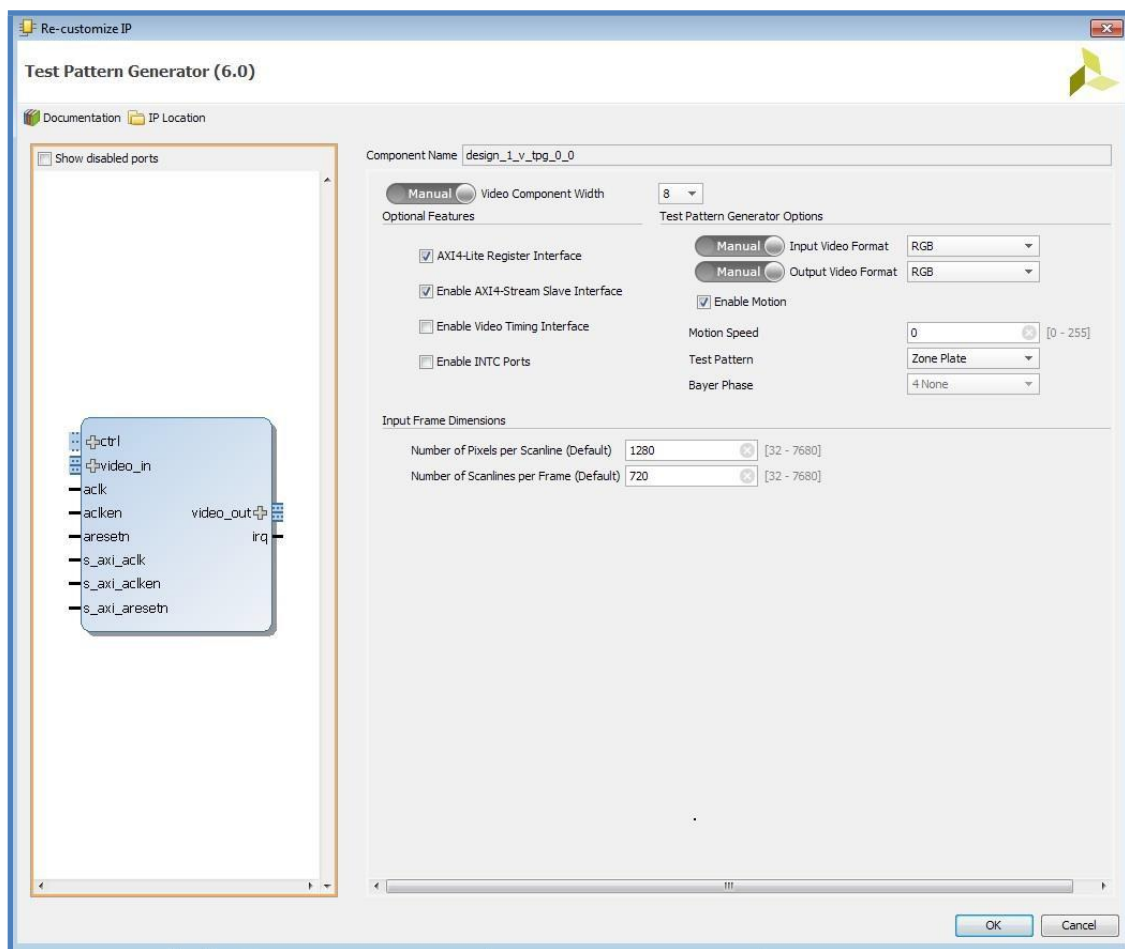 Re-customize IP
Test Pattern Generator (6.0)
Documentation IP Location
Show disabled ports
ctrl
video_in
aclk
aclken
video_out
aresetn
irq
s_axi_aclk
s_axi_aclken
s_axi_aresetn
Component Name design_1_v_tpg_0_0
Manual Video Component Width 8
Optional Features
AXI4-Lite Register Interface
Enable AXI4-Stream Slave Interface
Enable Video Timing Interface
Enable INTC Ports
Test Pattern Generator Options
Manual Input Video Format RGB
Manual Output Video Format RGB
Enable Motion
Motion Speed 0 [0 - 255]
Test Pattern Zone Plate
Bayer Phase 4 None
Input Frame Dimensions
Number of Pixels per Scanline (Default) 1280 [32 - 7680]
Number of Scanlines per Frame (Default) 720 [32 - 7680]
OK Cancel